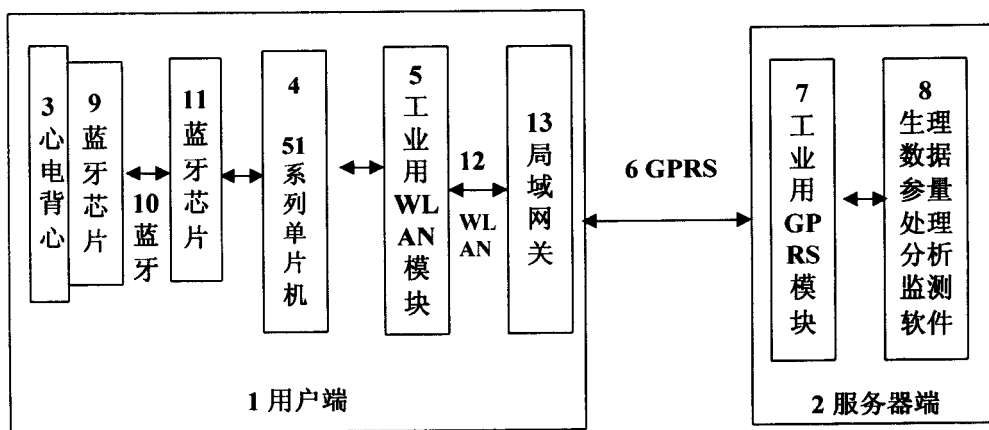 3
心
电
背
心
9
蓝
牙
芯
片
10
蓝
牙
11
蓝
牙
芯
片
4
51
系
列
单
片
机
5
工
业
用
WL
AN
模
块
12
WL
AN
13
局
域
网
关
1 用户端
6 GPRS
7
工
业
用
GP
RS
模
块
8
生理
数据
参量
处理
分析
监测
软件
2 服务器端